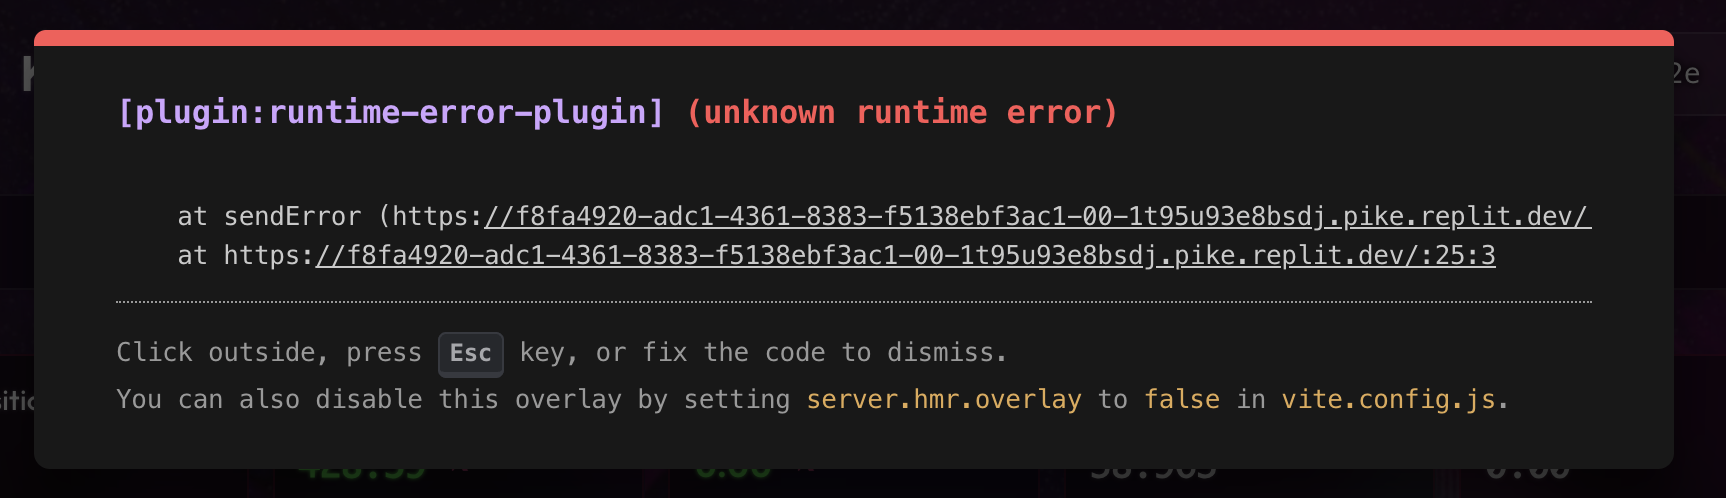 [plugin:runtime-error-plugin] (unknown runtime error)
at sendError (https://f8fa4920-adc1-4361-8383-f5138ebf3ac1-00-1t95u93e8bsdj.pike.replit.dev/
at https://f8fa4920-adc1-4361-8383-f5138ebf3ac1-00-1t95u93e8bsdj.pike.replit.dev/:25:3
Click outside, press Esc key, or fix the code to dismiss.
You can also disable this overlay by setting server.hmr.overlay to false in vite.config.js.